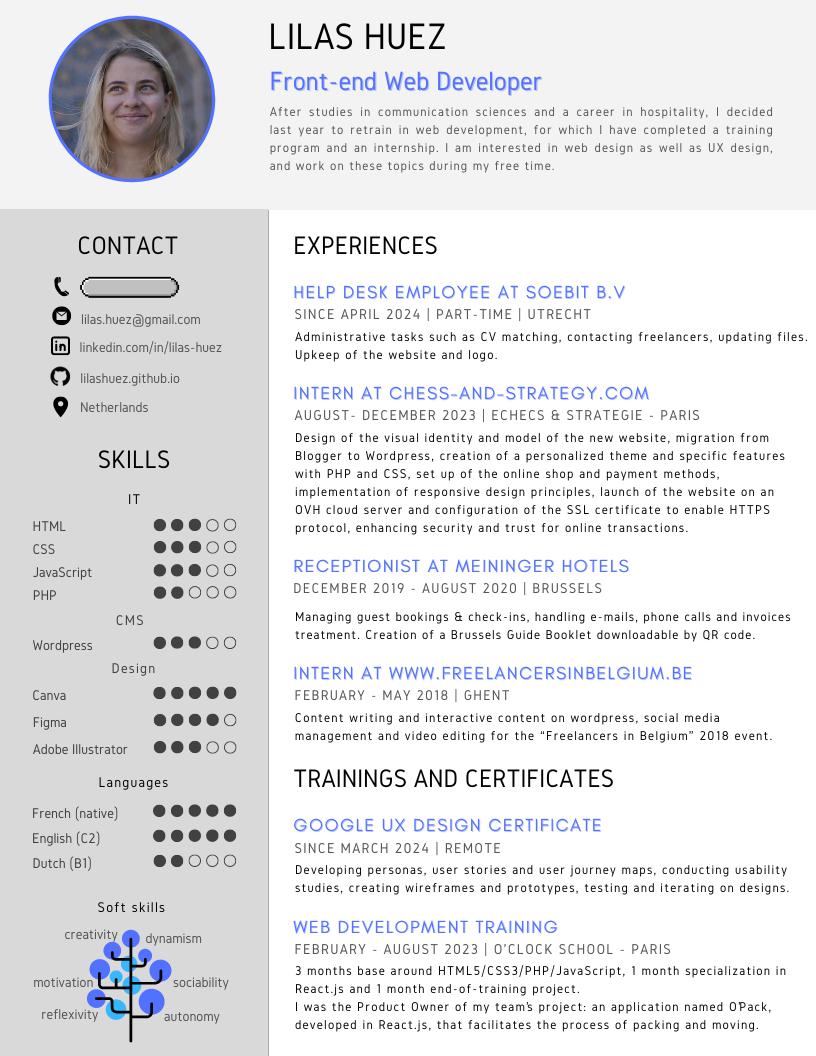 LILAS HUEZ
Front-end Web Developer
After studies in communication sciences and a career in hospitality, I decided
last year to retrain in web development, for which I have completed a training
program and an internship. I am interested in web design as well as UX design,
and work on these topics during my free time.
CONTACT
lilas.huez@gmail.com
linkedin.com/in/lilas-huez
lilashuez.github.io
Netherlands
SKILLS
IT
HTML
CSS
JavaScript
PHP
CMS
Wordpress
Design
Canva
Figma
Adobe Illustrator
Languages
French (native)
English (C2)
Dutch (B1)
Soft skills
creativity
dynamism
motivation
sociability
reflexivity
autonomy
EXPERIENCES
HELP DESK EMPLOYEE AT SOEBIT B.V
SINCE APRIL 2024 | PART-TIME | UTRECHT
Administrative tasks such as CV matching, contacting freelancers, updating files.
Upkeep of the website and logo.
INTERN AT CHESS-AND-STRATEGY.COM
AUGUST- DECEMBER 2023 | ECHECS & STRATEGIE - PARIS
Design of the visual identity and model of the new website, migration from
Blogger to Wordpress, creation of a personalized theme and specific features
with PHP and CSS, set up of the online shop and payment methods,
implementation of responsive design principles, launch of the website on an
OVH cloud server and configuration of the SSL certificate to enable HTTPS
protocol, enhancing security and trust for online transactions.
RECEPTIONIST AT MEININGER HOTELS
DECEMBER 2019 - AUGUST 2020 | BRUSSELS
Managing guest bookings & check-ins, handling e-mails, phone calls and invoices
treatment. Creation of a Brussels Guide Booklet downloadable by QR code.
INTERN AT WWW.FREELANCERSINBELGIUM.BE
FEBRUARY - MAY 2018 | GHENT
Content writing and interactive content on wordpress, social media
management and video editing for the “Freelancers in Belgium” 2018 event.
TRAININGS AND CERTIFICATES
GOOGLE UX DESIGN CERTIFICATE
SINCE MARCH 2024 | REMOTE
Developing personas, user stories and user journey maps, conducting usability
studies, creating wireframes and prototypes, testing and iterating on designs.
WEB DEVELOPMENT TRAINING
FEBRUARY - AUGUST 2023 | O’CLOCK SCHOOL - PARIS
3 months base around HTML5/CSS3/PHP/JavaScript, 1 month specialization in
React.js and 1 month end-of-training project.
I was the Product Owner of my team’s project: an application named O’Pack,
developed in React.js, that facilitates the process of packing and moving.